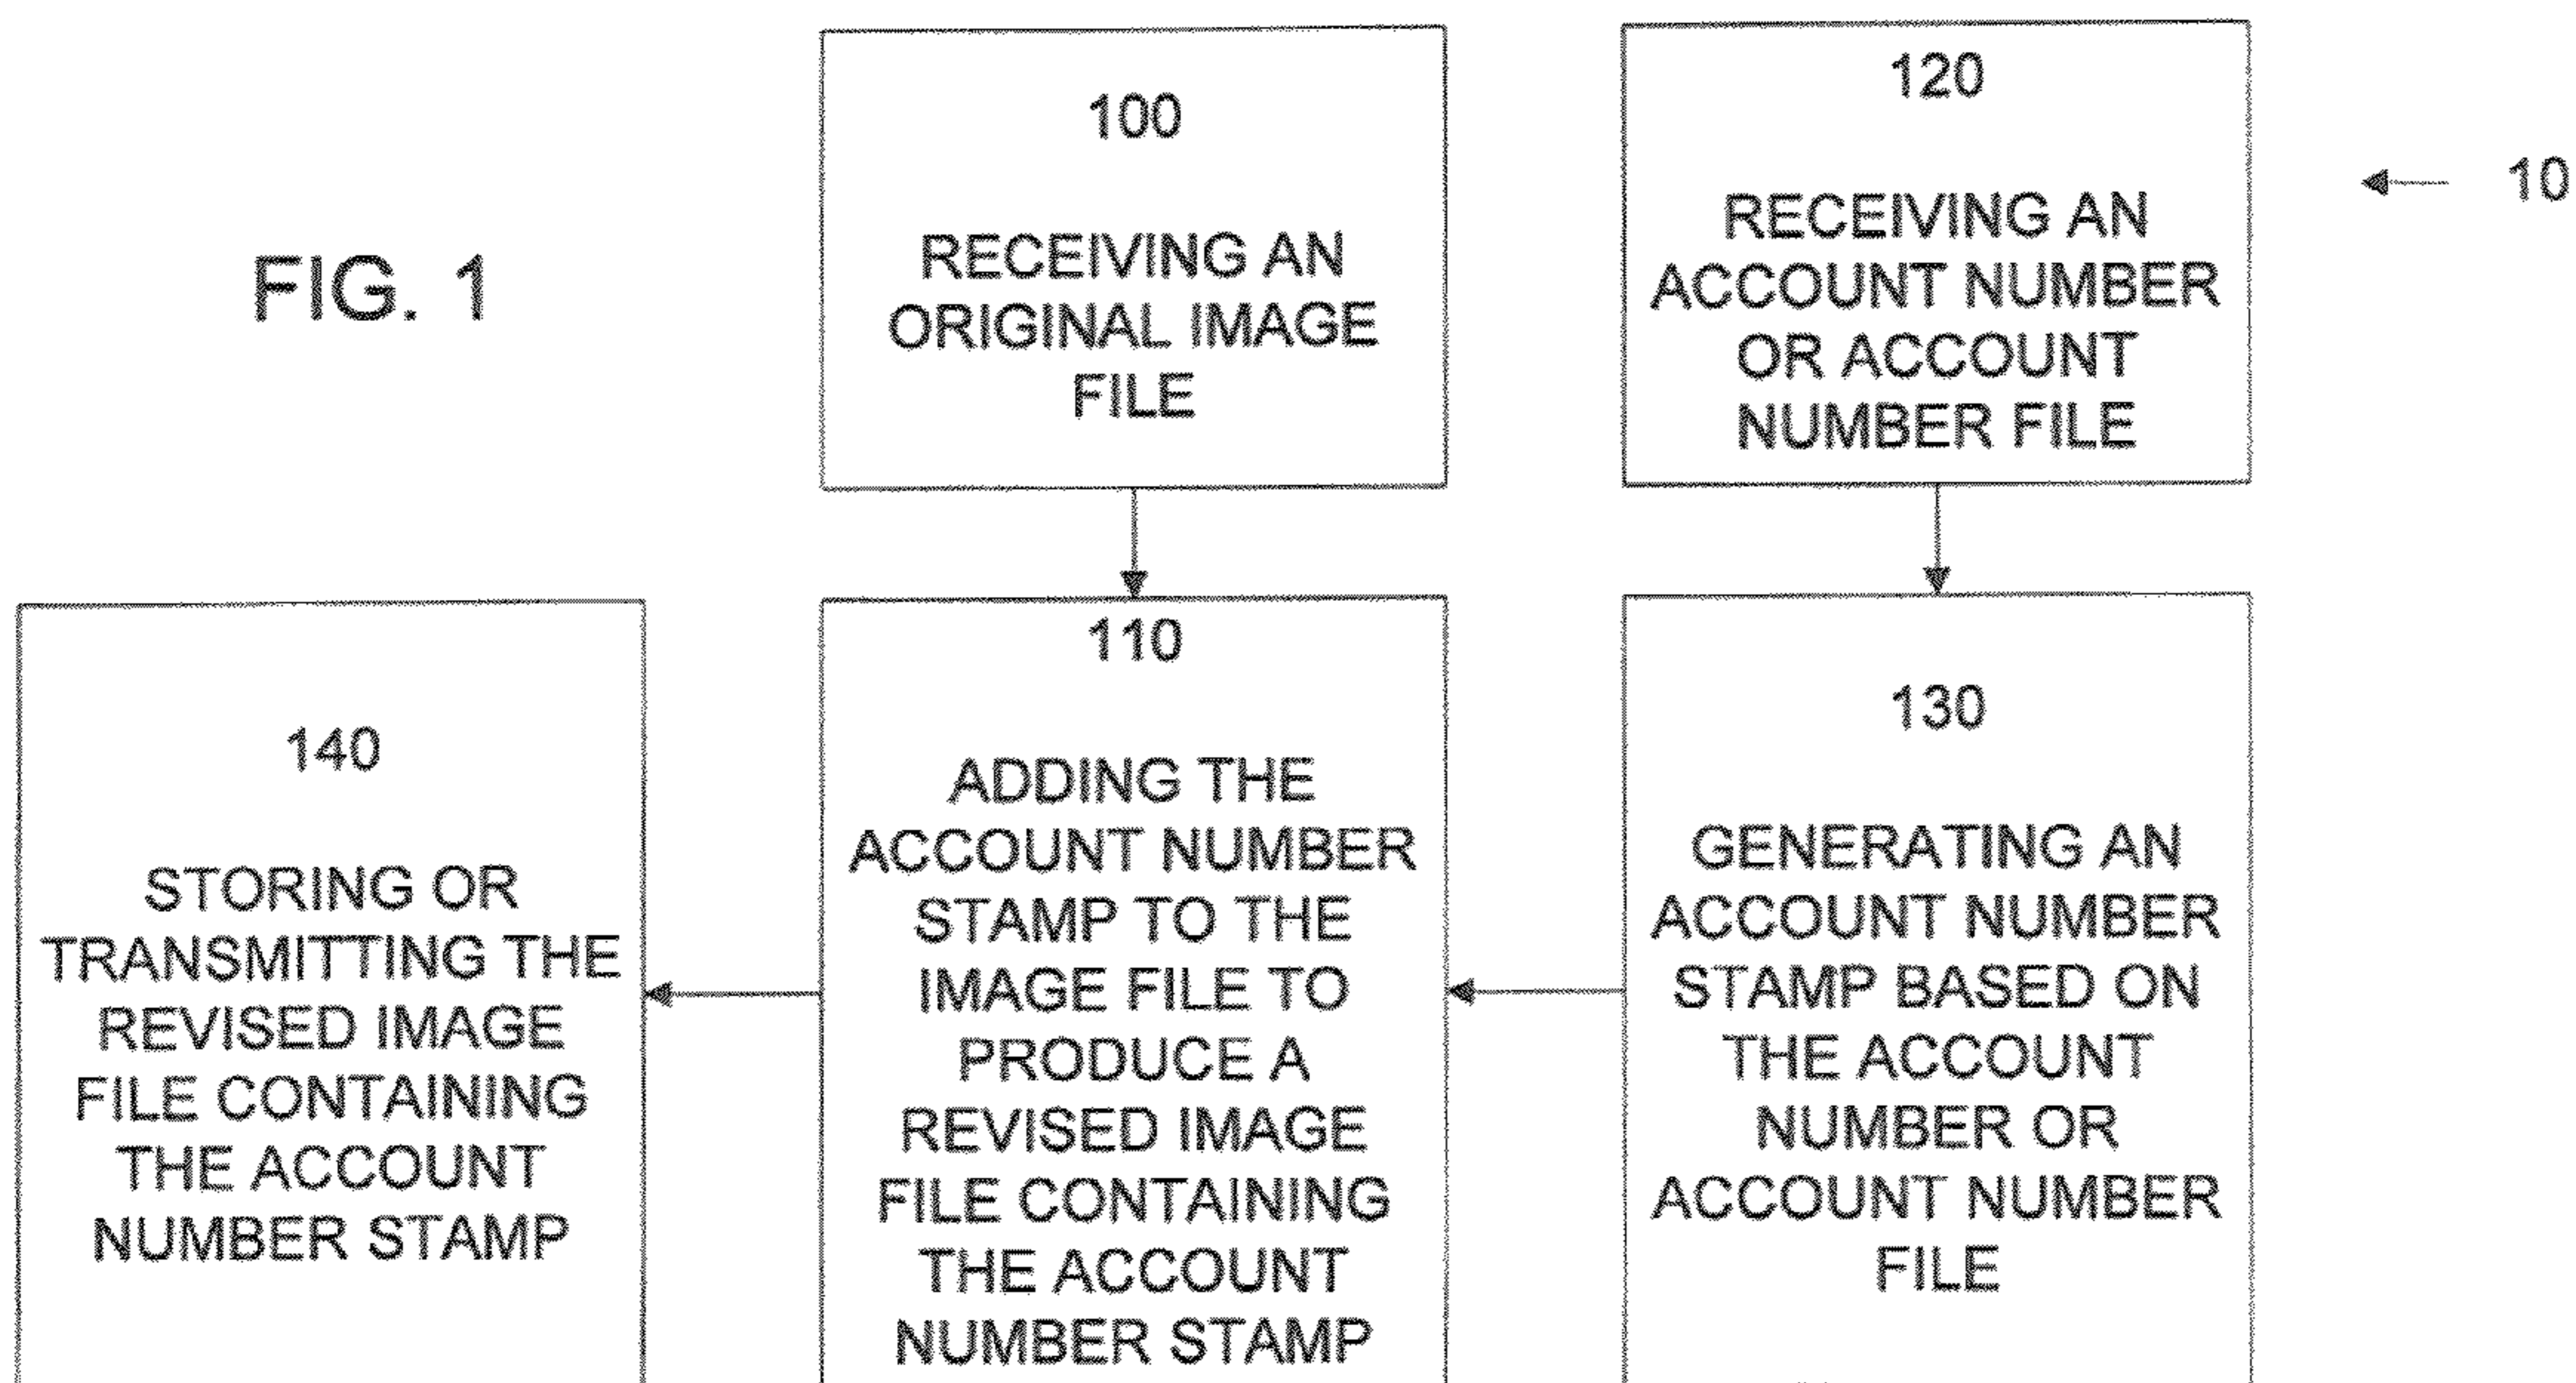 FIG. 1
100
RECEIVING AN
ORIGINAL IMAGE
FILE
120
RECEIVING AN
ACCOUNT NUMBER
OR ACCOUNT
NUMBER FILE
10
140
STORING OR
TRANSMITTING THE
REVISED IMAGE
FILE CONTAINING
THE ACCOUNT
NUMBER STAMP
110
ADDING THE
ACCOUNT NUMBER
STAMP TO THE
IMAGE FILE TO
PRODUCE A
REVISED IMAGE
FILE CONTAINING
THE ACCOUNT
NUMBER STAMP
130
GENERATING AN
ACCOUNT NUMBER
STAMP BASED ON
THE ACCOUNT
NUMBER OR
ACCOUNT NUMBER
FILE